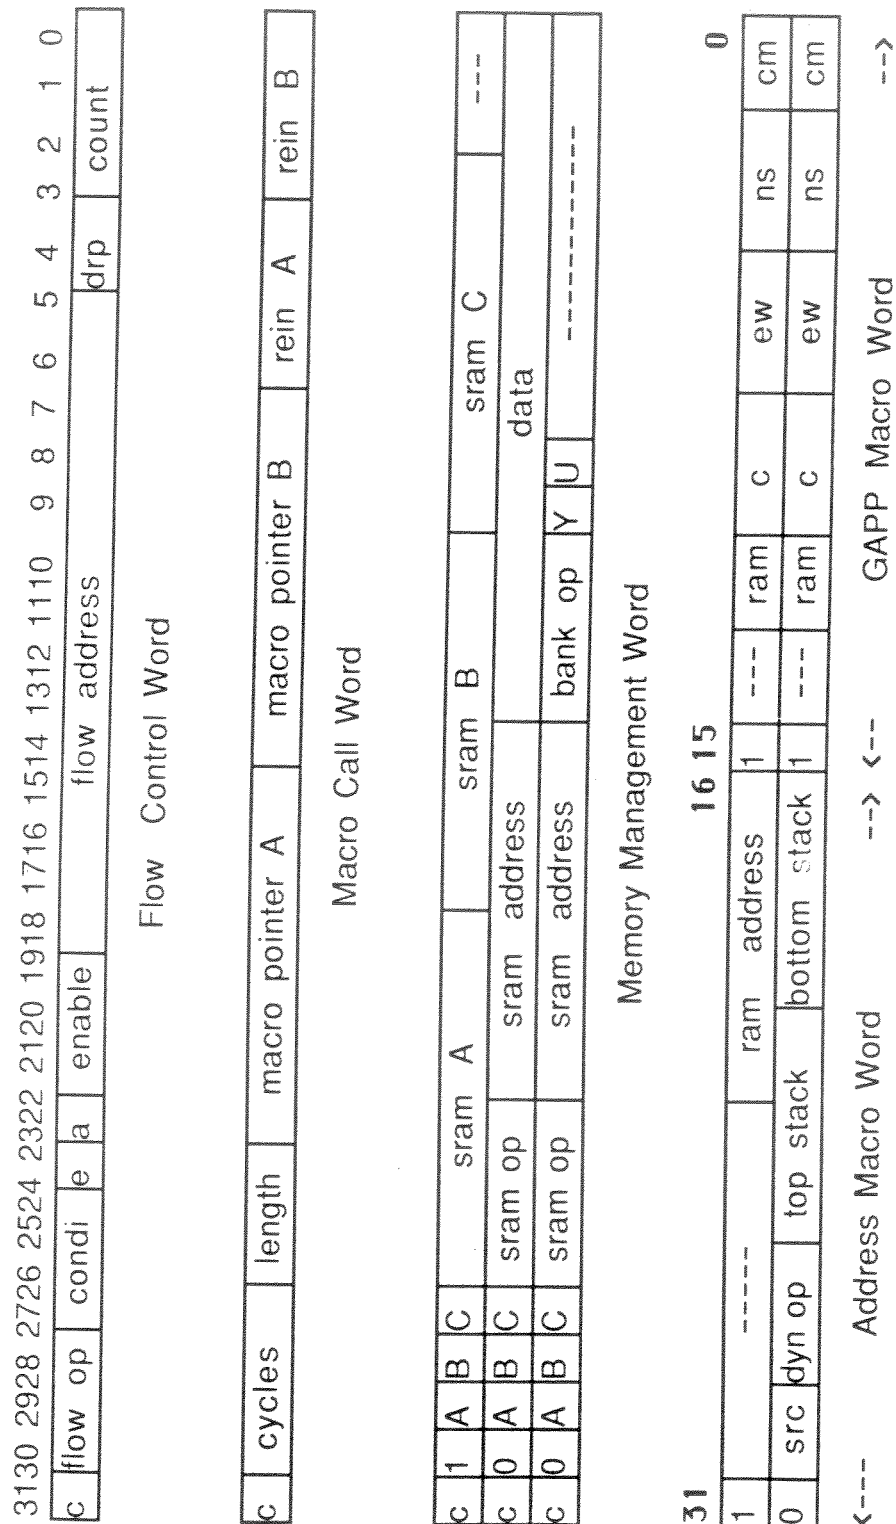 3130 2928 2726 2524 2322 2120 1918 1716 1514 1312 1110 9 8 7 6 5 4 3 2 1 0
c flow op condi e a enable flow address drp count
Flow Control Word
c cycles length macro pointer A macro pointer B rein A rein B
Macro Call Word
c 1 A B C sram A sram B sram C ---
c 0 A B C sram op sram address data
c 0 A B C sram op sram address bank op Y U ------------
Memory Management Word
31 16 15 0
1 ----- ram address 1 --- ram c ew ns cm
0 src dyn op top stack bottom stack 1 --- ram c ew ns cm
<--- Address Macro Word --> <-- GAPP Macro Word -->